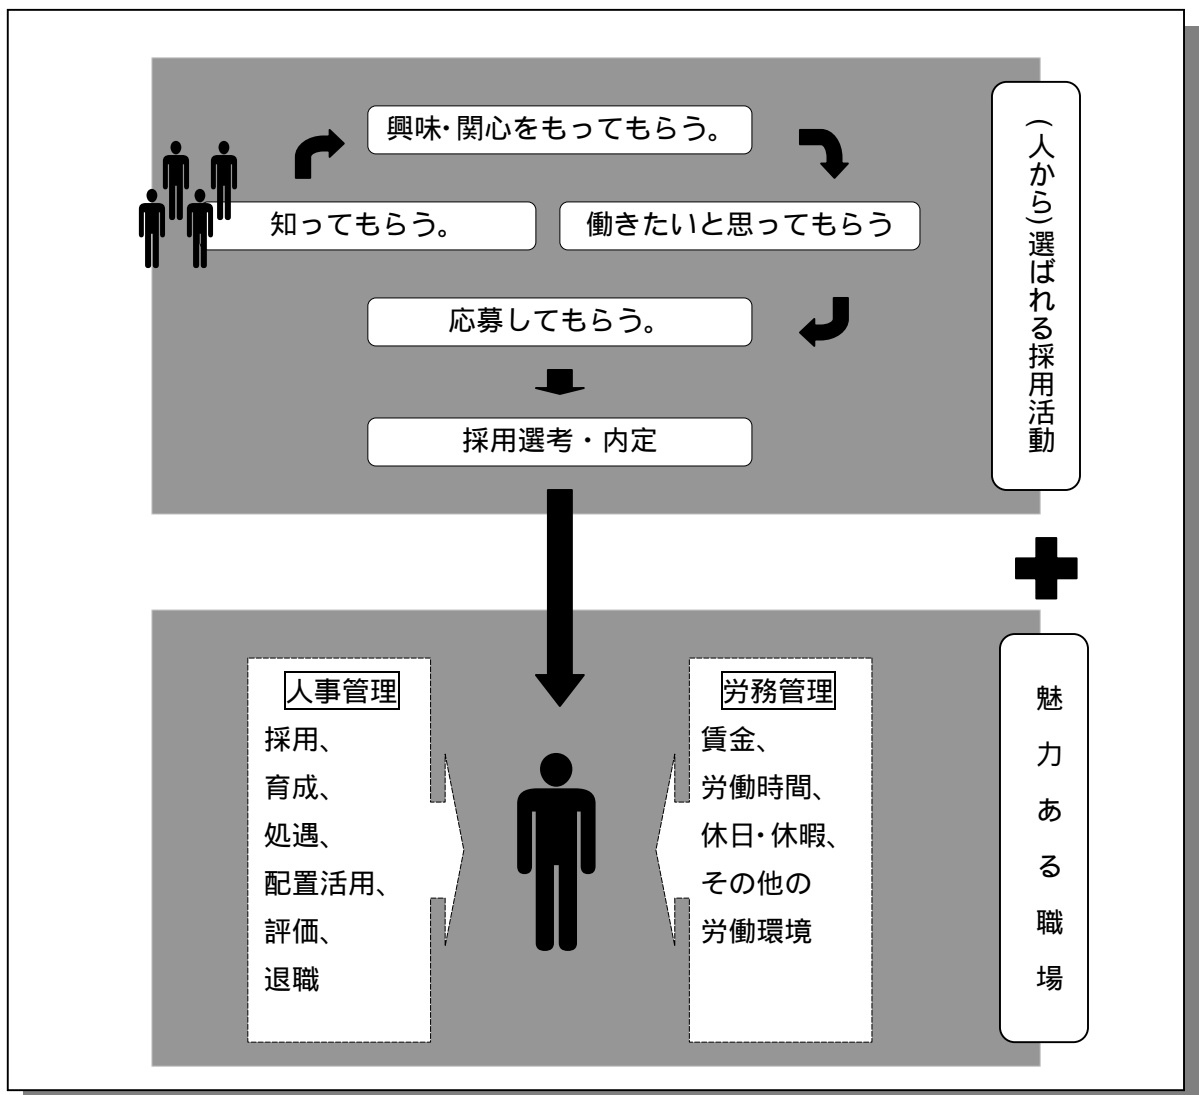 興味・関心をもってもらう。
知ってもらう。
働きたいと思ってもらう
応募してもらう。
採用選考・内定
(人から)選ばれる採用活動
人事管理
採用、
育成、
処遇、
配置活用、
評価、
退職
労務管理
賃金、
労働時間、
休日・休暇、
その他の
労働環境
魅力ある職場